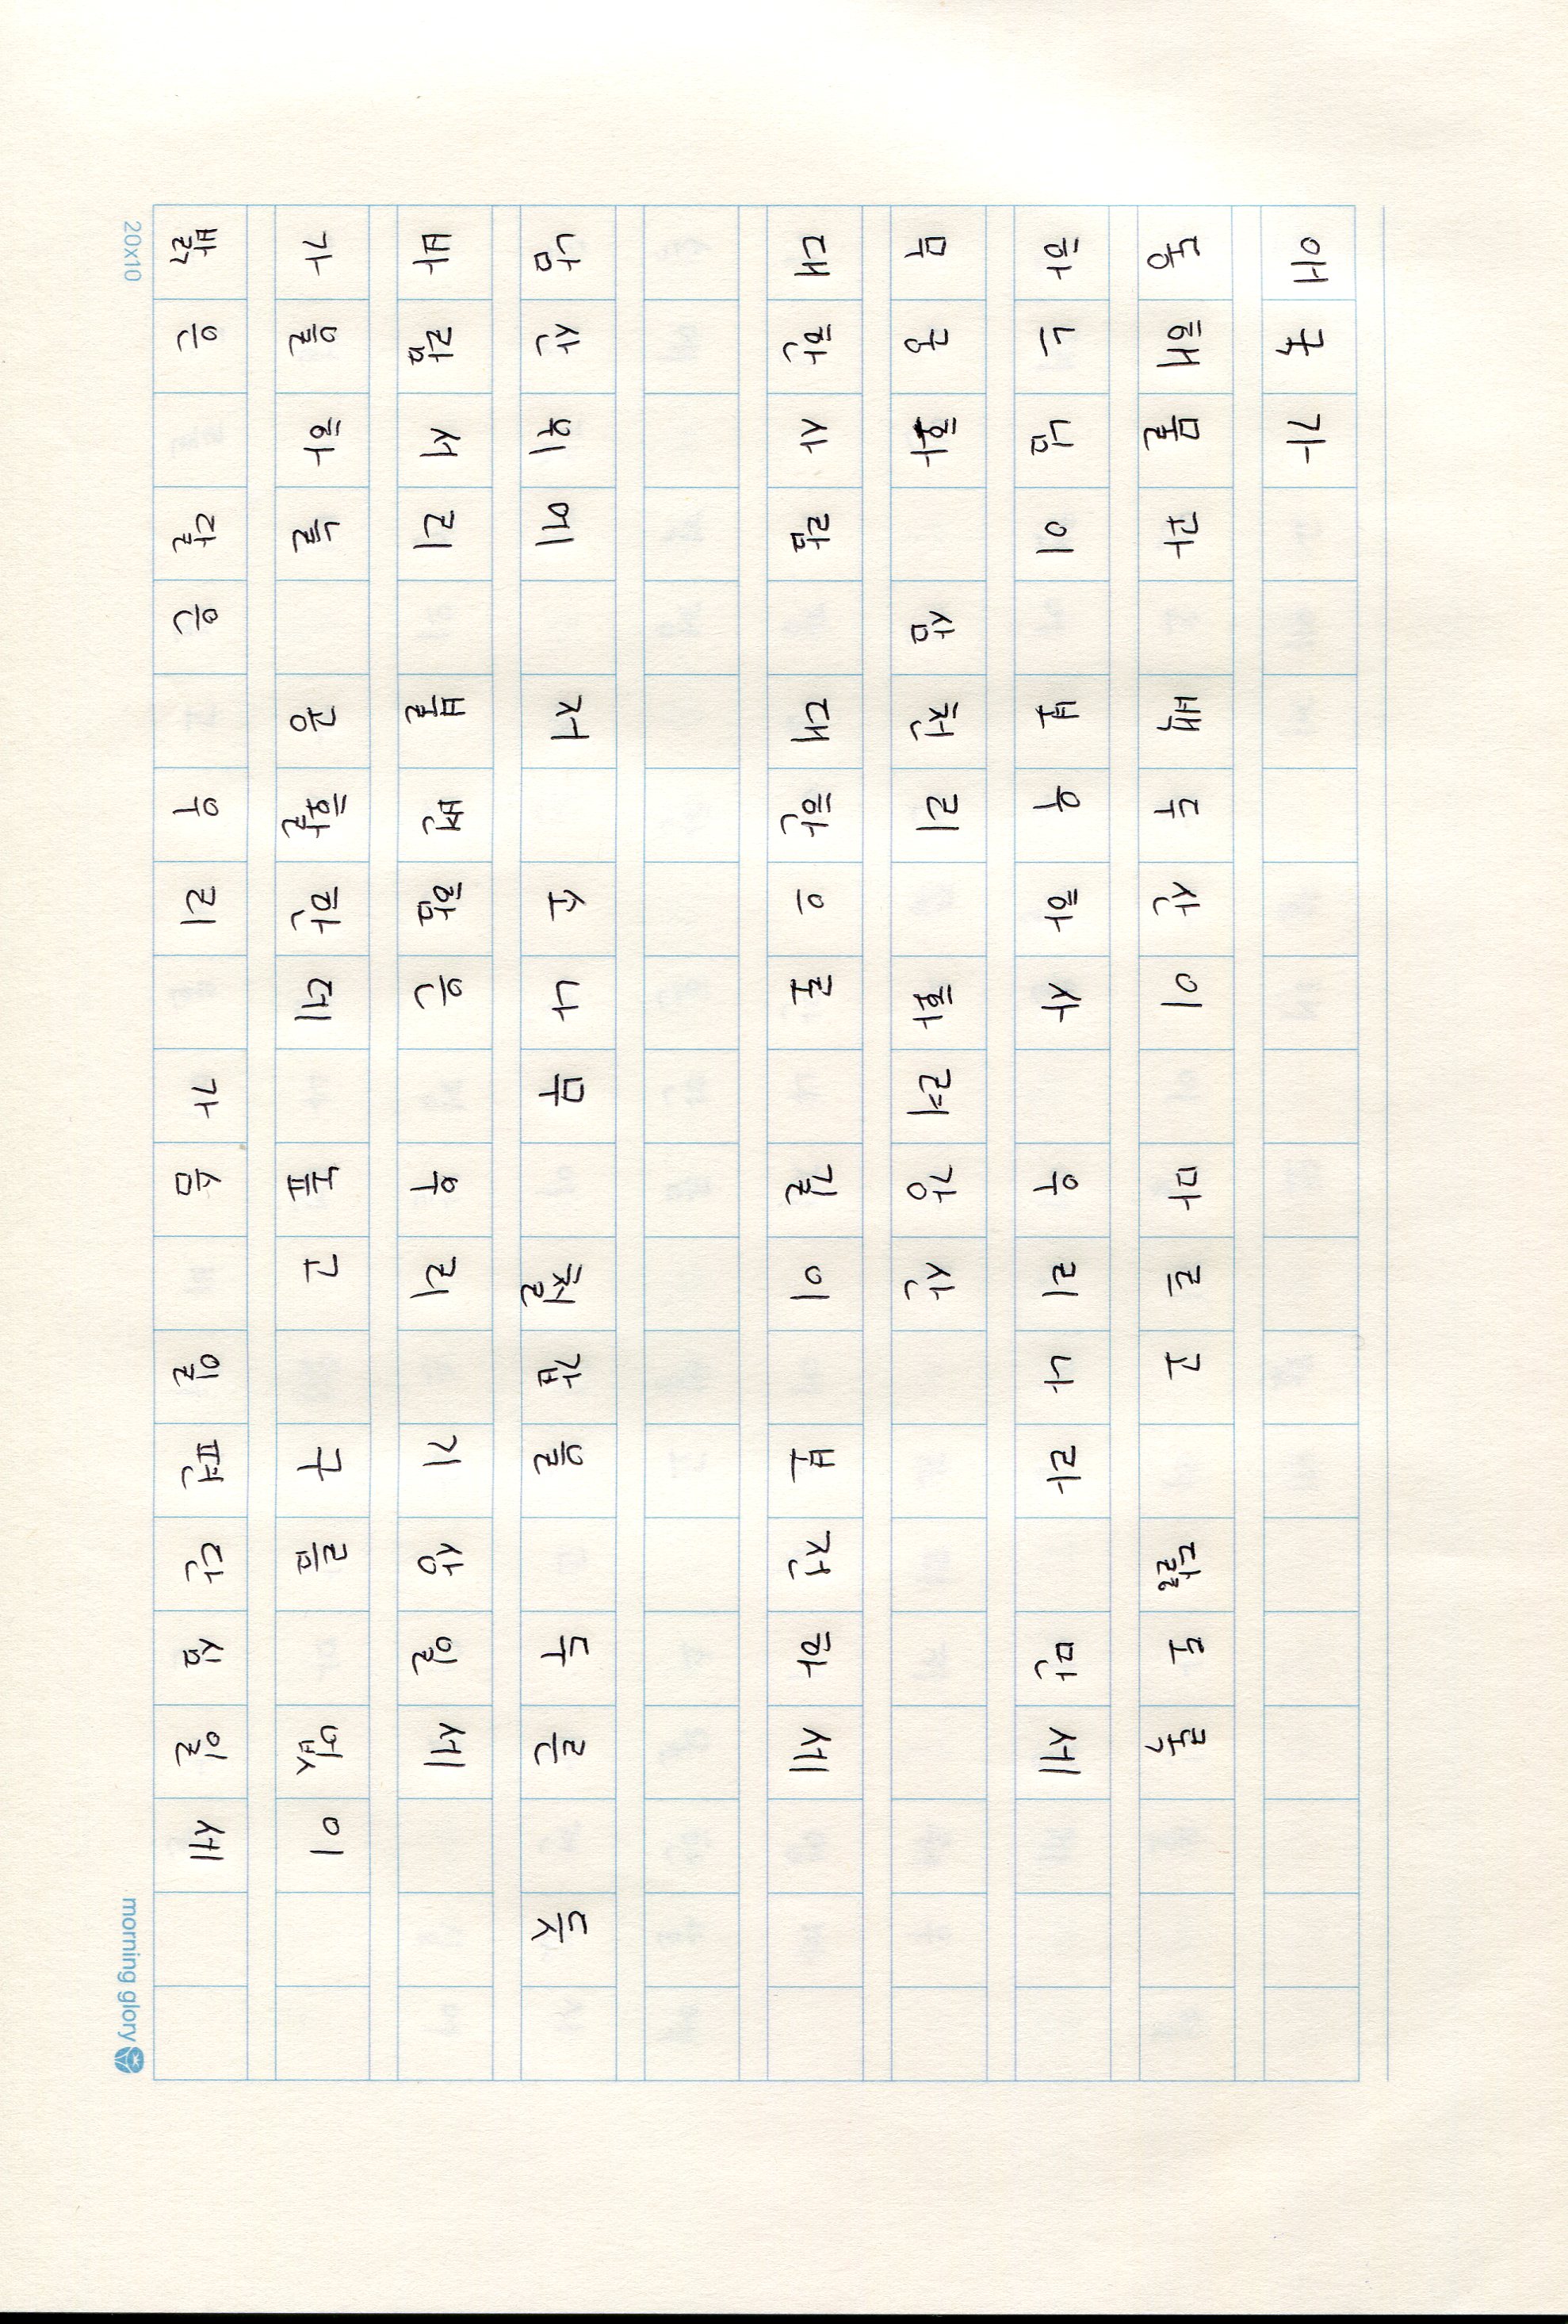 애국가
동해물과 백두산이 마르고 닳도록
하느님이 보우하사 우리나라 만세
무궁화 삼천리 화려강산
대한사람 대한으로 길이 보전하세
남산위에 저 소나무 철갑을 두른 듯
바람서리 불변함은 우리 기상일세
가을하늘 공활한데 높고 구름 없이
밝은 달은 우리 가슴 일편단심일세
20x10
morning glory